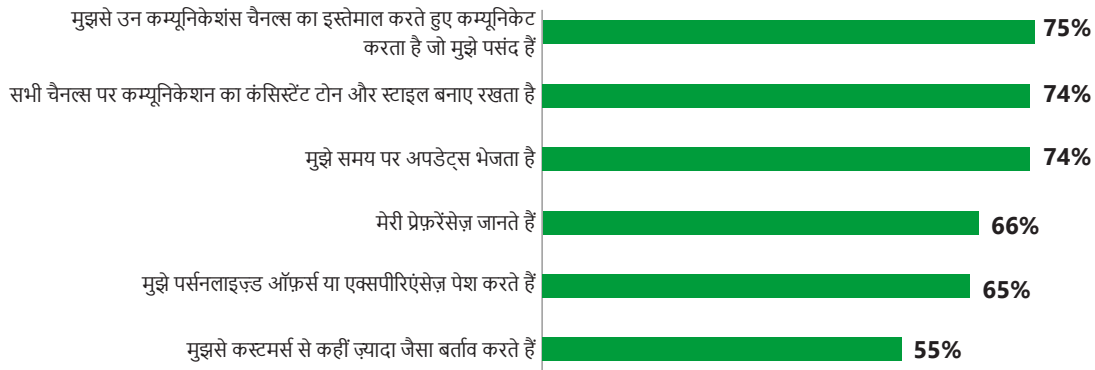 मुझसे उन कम्यूनिकेशंस चैनल्स का इस्तेमाल करते हुए कम्यूनिकेट
करता है जो मुझे पसंद हैं
75%
सभी चैनल्स पर कम्यूनिकेशन का कंसिस्टेंट टोन और स्टाइल बनाए रखता है
74%
मुझे समय पर अपडेट्स भेजता है
74%
मेरी प्रेफ़रेंसेज़ जानते हैं
66%
मुझे पर्सनलाइज़्ड ऑफ़र्स या एक्सपीरिएंसेज़ पेश करते हैं
65%
मुझसे कस्टमर्स से कहीं ज़्यादा जैसा बर्ताव करते हैं
55%